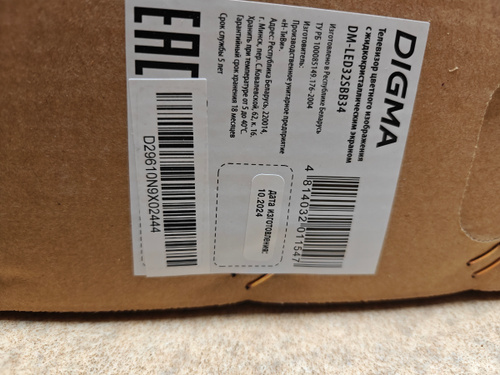 DIGMA
Телевизор цветного изображения
с жидкокристаллическим экраном
DM-LED32SBB34
Изготовлено в Республике Беларусь
ТУ РБ 100085149.176-2004
Изготовитель:
Производственное унитарное предприятие
«Н-ТиВи»
Адрес: Республика Беларусь, 220014,
г. Минск, пер. С.Ковалевской, 62, к. 16.
Хранить при температуре от 5 до 40°C.
Гарантийный срок хранения 18 месяцев
Срок службы 5 лет
EAC
4 814032 011547
дата изготовления:
10.2024
D29610N9X02444